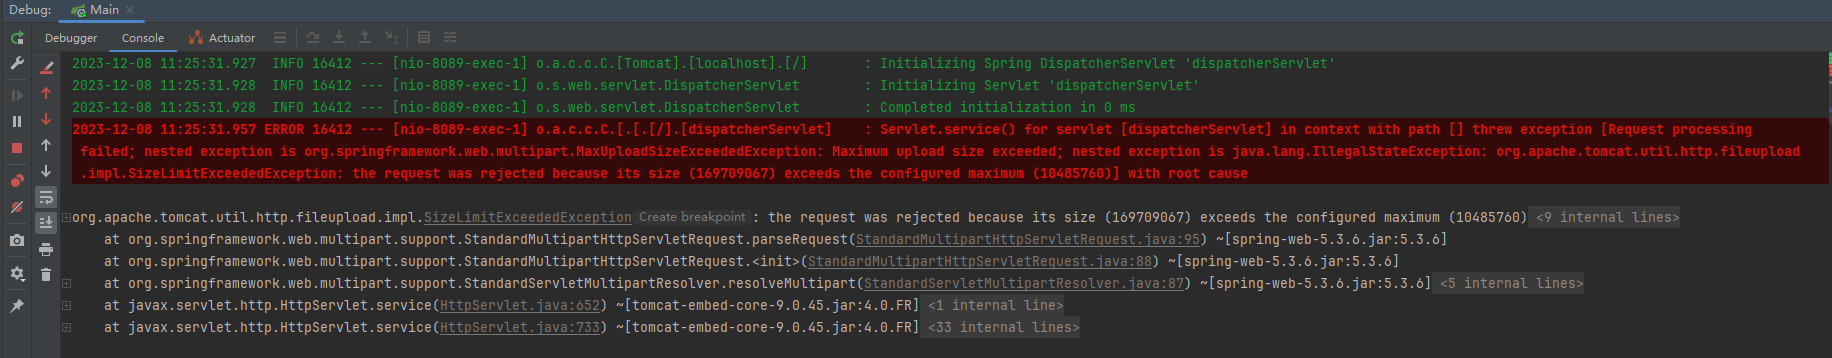 Debug: Main ×
Debugger Console Actuator
2023-12-08 11:25:31.927  INFO 16412 --- [nio-8089-exec-1] o.a.c.c.C.[Tomcat].[localhost].[/]       : Initializing Spring DispatcherServlet 'dispatcherServlet'
2023-12-08 11:25:31.928  INFO 16412 --- [nio-8089-exec-1] o.s.web.servlet.DispatcherServlet        : Initializing Servlet 'dispatcherServlet'
2023-12-08 11:25:31.928  INFO 16412 --- [nio-8089-exec-1] o.s.web.servlet.DispatcherServlet        : Completed initialization in 0 ms
2023-12-08 11:25:31.957 ERROR 16412 --- [nio-8089-exec-1] o.a.c.c.C.[.[.[/].[dispatcherServlet]    : Servlet.service() for servlet [dispatcherServlet] in context with path [] threw exception [Request processing
failed; nested exception is org.springframework.web.multipart.MaxUploadSizeExceededException: Maximum upload size exceeded; nested exception is java.lang.IllegalStateException: org.apache.tomcat.util.http.fileupload
.impl.SizeLimitExceededException: the request was rejected because its size (169709067) exceeds the configured maximum (10485760)] with root cause
org.apache.tomcat.util.http.fileupload.impl.SizeLimitExceededException Create breakpoint : the request was rejected because its size (169709067) exceeds the configured maximum (10485760) <9 internal lines>
at org.springframework.web.multipart.support.StandardMultipartHttpServletRequest.parseRequest(StandardMultipartHttpServletRequest.java:95) ~[spring-web-5.3.6.jar:5.3.6]
at org.springframework.web.multipart.support.StandardMultipartHttpServletRequest.<init>(StandardMultipartHttpServletRequest.java:88) ~[spring-web-5.3.6.jar:5.3.6]
at org.springframework.web.multipart.support.StandardServletMultipartResolver.resolveMultipart(StandardServletMultipartResolver.java:87) ~[spring-web-5.3.6.jar:5.3.6] <5 internal lines>
at javax.servlet.http.HttpServlet.service(HttpServlet.java:652) ~[tomcat-embed-core-9.0.45.jar:4.0.FR] <1 internal line>
at javax.servlet.http.HttpServlet.service(HttpServlet.java:733) ~[tomcat-embed-core-9.0.45.jar:4.0.FR] <33 internal lines>